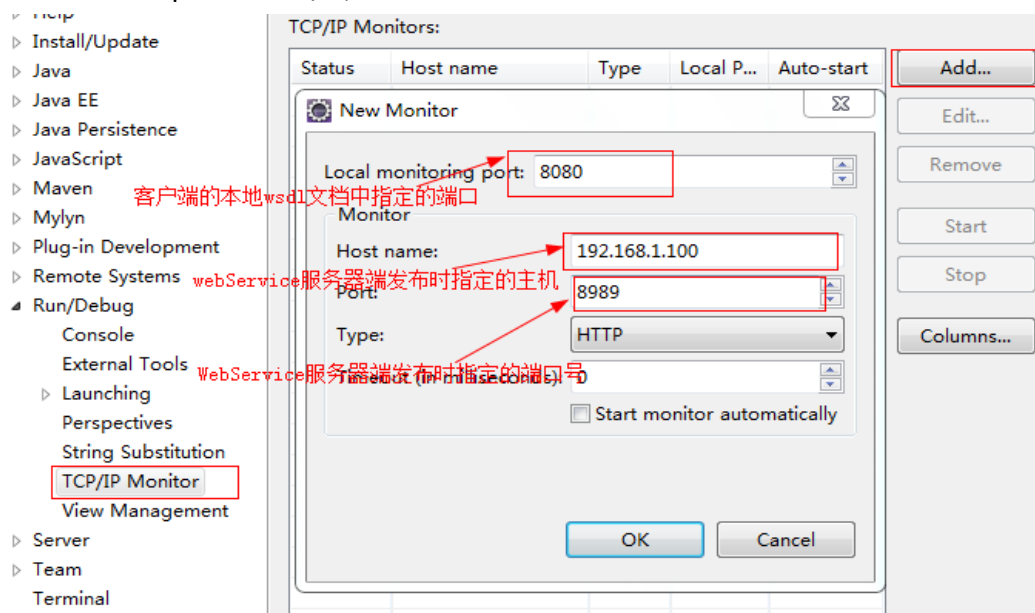 TCP/IP Monitors:
Install/Update
Java
Java EE
Java Persistence
JavaScript
Maven
Mylyn
Plug-in Development
Remote Systems
Run/Debug
Console
External Tools
Launching
Perspectives
String Substitution
TCP/IP Monitor
View Management
Server
Team
Terminal
Status Host name Type Local P... Auto-start
New Monitor
Local monitoring port: 8080
客户端的本地wsdl文档中指定的端口
Monitor
Host name: 192.168.1.100
webService服务器端发布时指定的主机
Port: 8989
Type: HTTP
WebService服务器端发布时指定的端口号
Timeout (in milliseconds): 0
Start monitor automatically
OK Cancel
Add...
Edit...
Remove
Start
Stop
Columns...